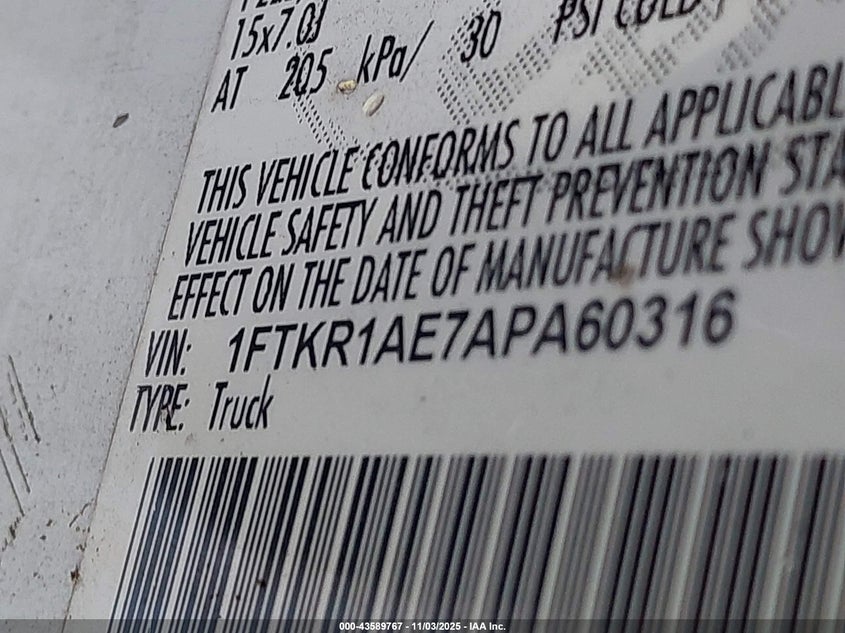 15x7.0J
AT 205 kPa/ 30 PSI COLD
THIS VEHICLE CONFORMS TO ALL APPLICABL
VEHICLE SAFETY AND THEFT PREVENTION STA
EFFECT ON THE DATE OF MANUFACTURE SHOW
VIN: 1FTKR1AE7APA60316
TYPE: Truck
000-43589767 - 11/03/2025 - IAA Inc.